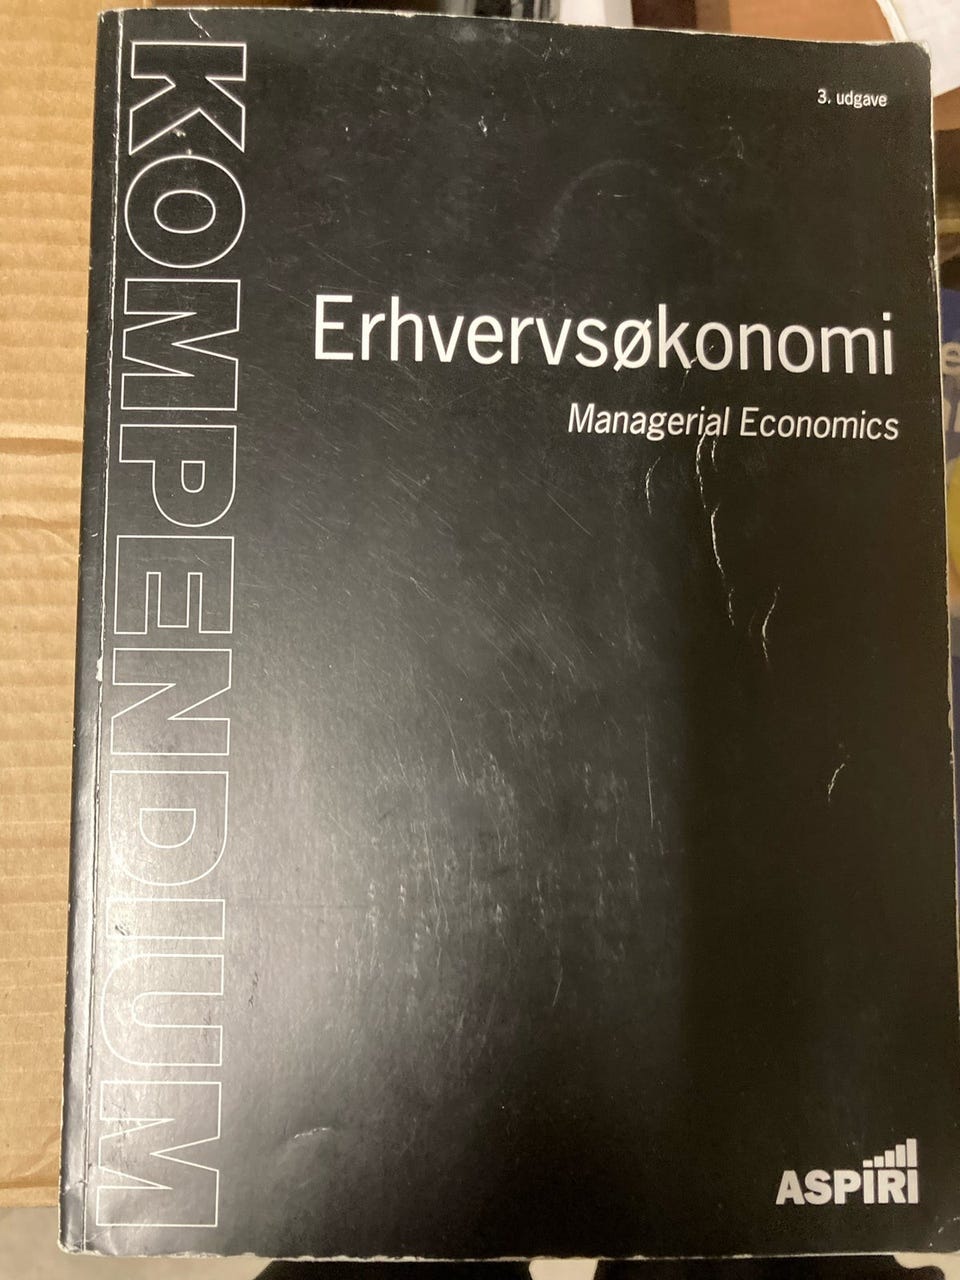 KOMPENDIUM
3. udgave
Erhvervsøkonomi
Managerial Economics
ASPIRI